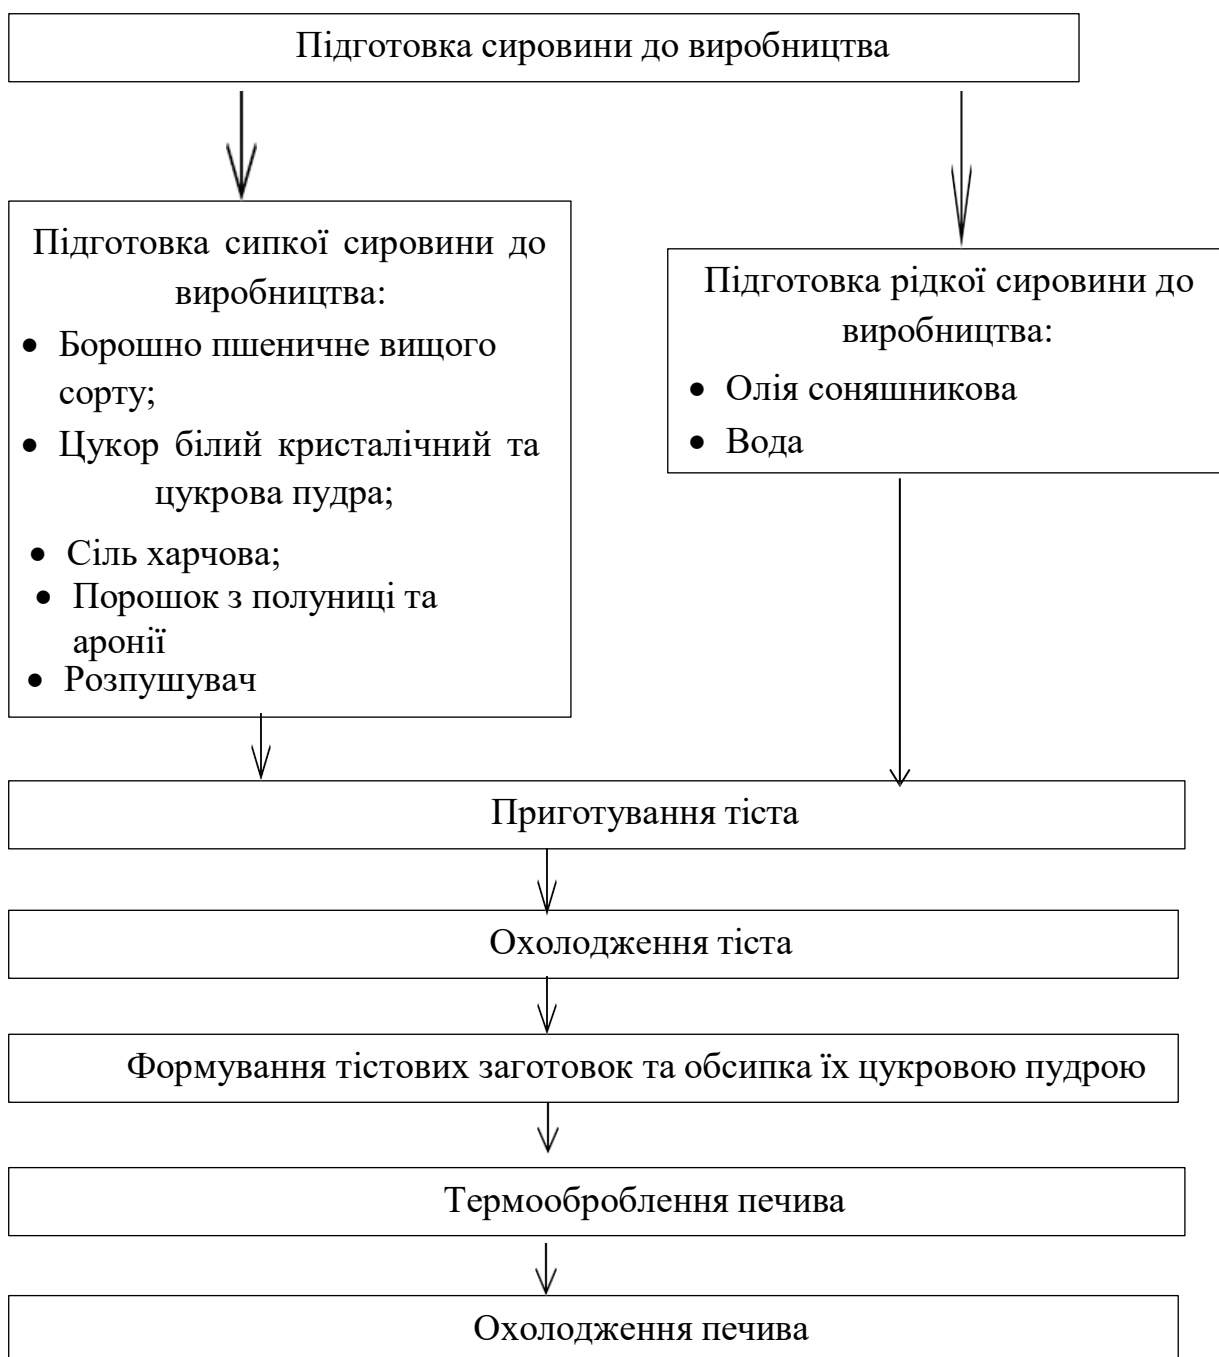 Підготовка сировини до виробництва
Підготовка сипкої сировини до
виробництва:
• Борошно пшеничне вищого
сорту;
• Цукор білий кристалічний та
цукрова пудра;
• Сіль харчова;
• Порошок з полуниці та
аронії
• Розпушувач
Підготовка рідкої сировини до
виробництва:
• Олія соняшникова
• Вода
Приготування тіста
Охолодження тіста
Формування тістових заготовок та обсипка їх цукровою пудрою
Термооброблення печива
Охолодження печива